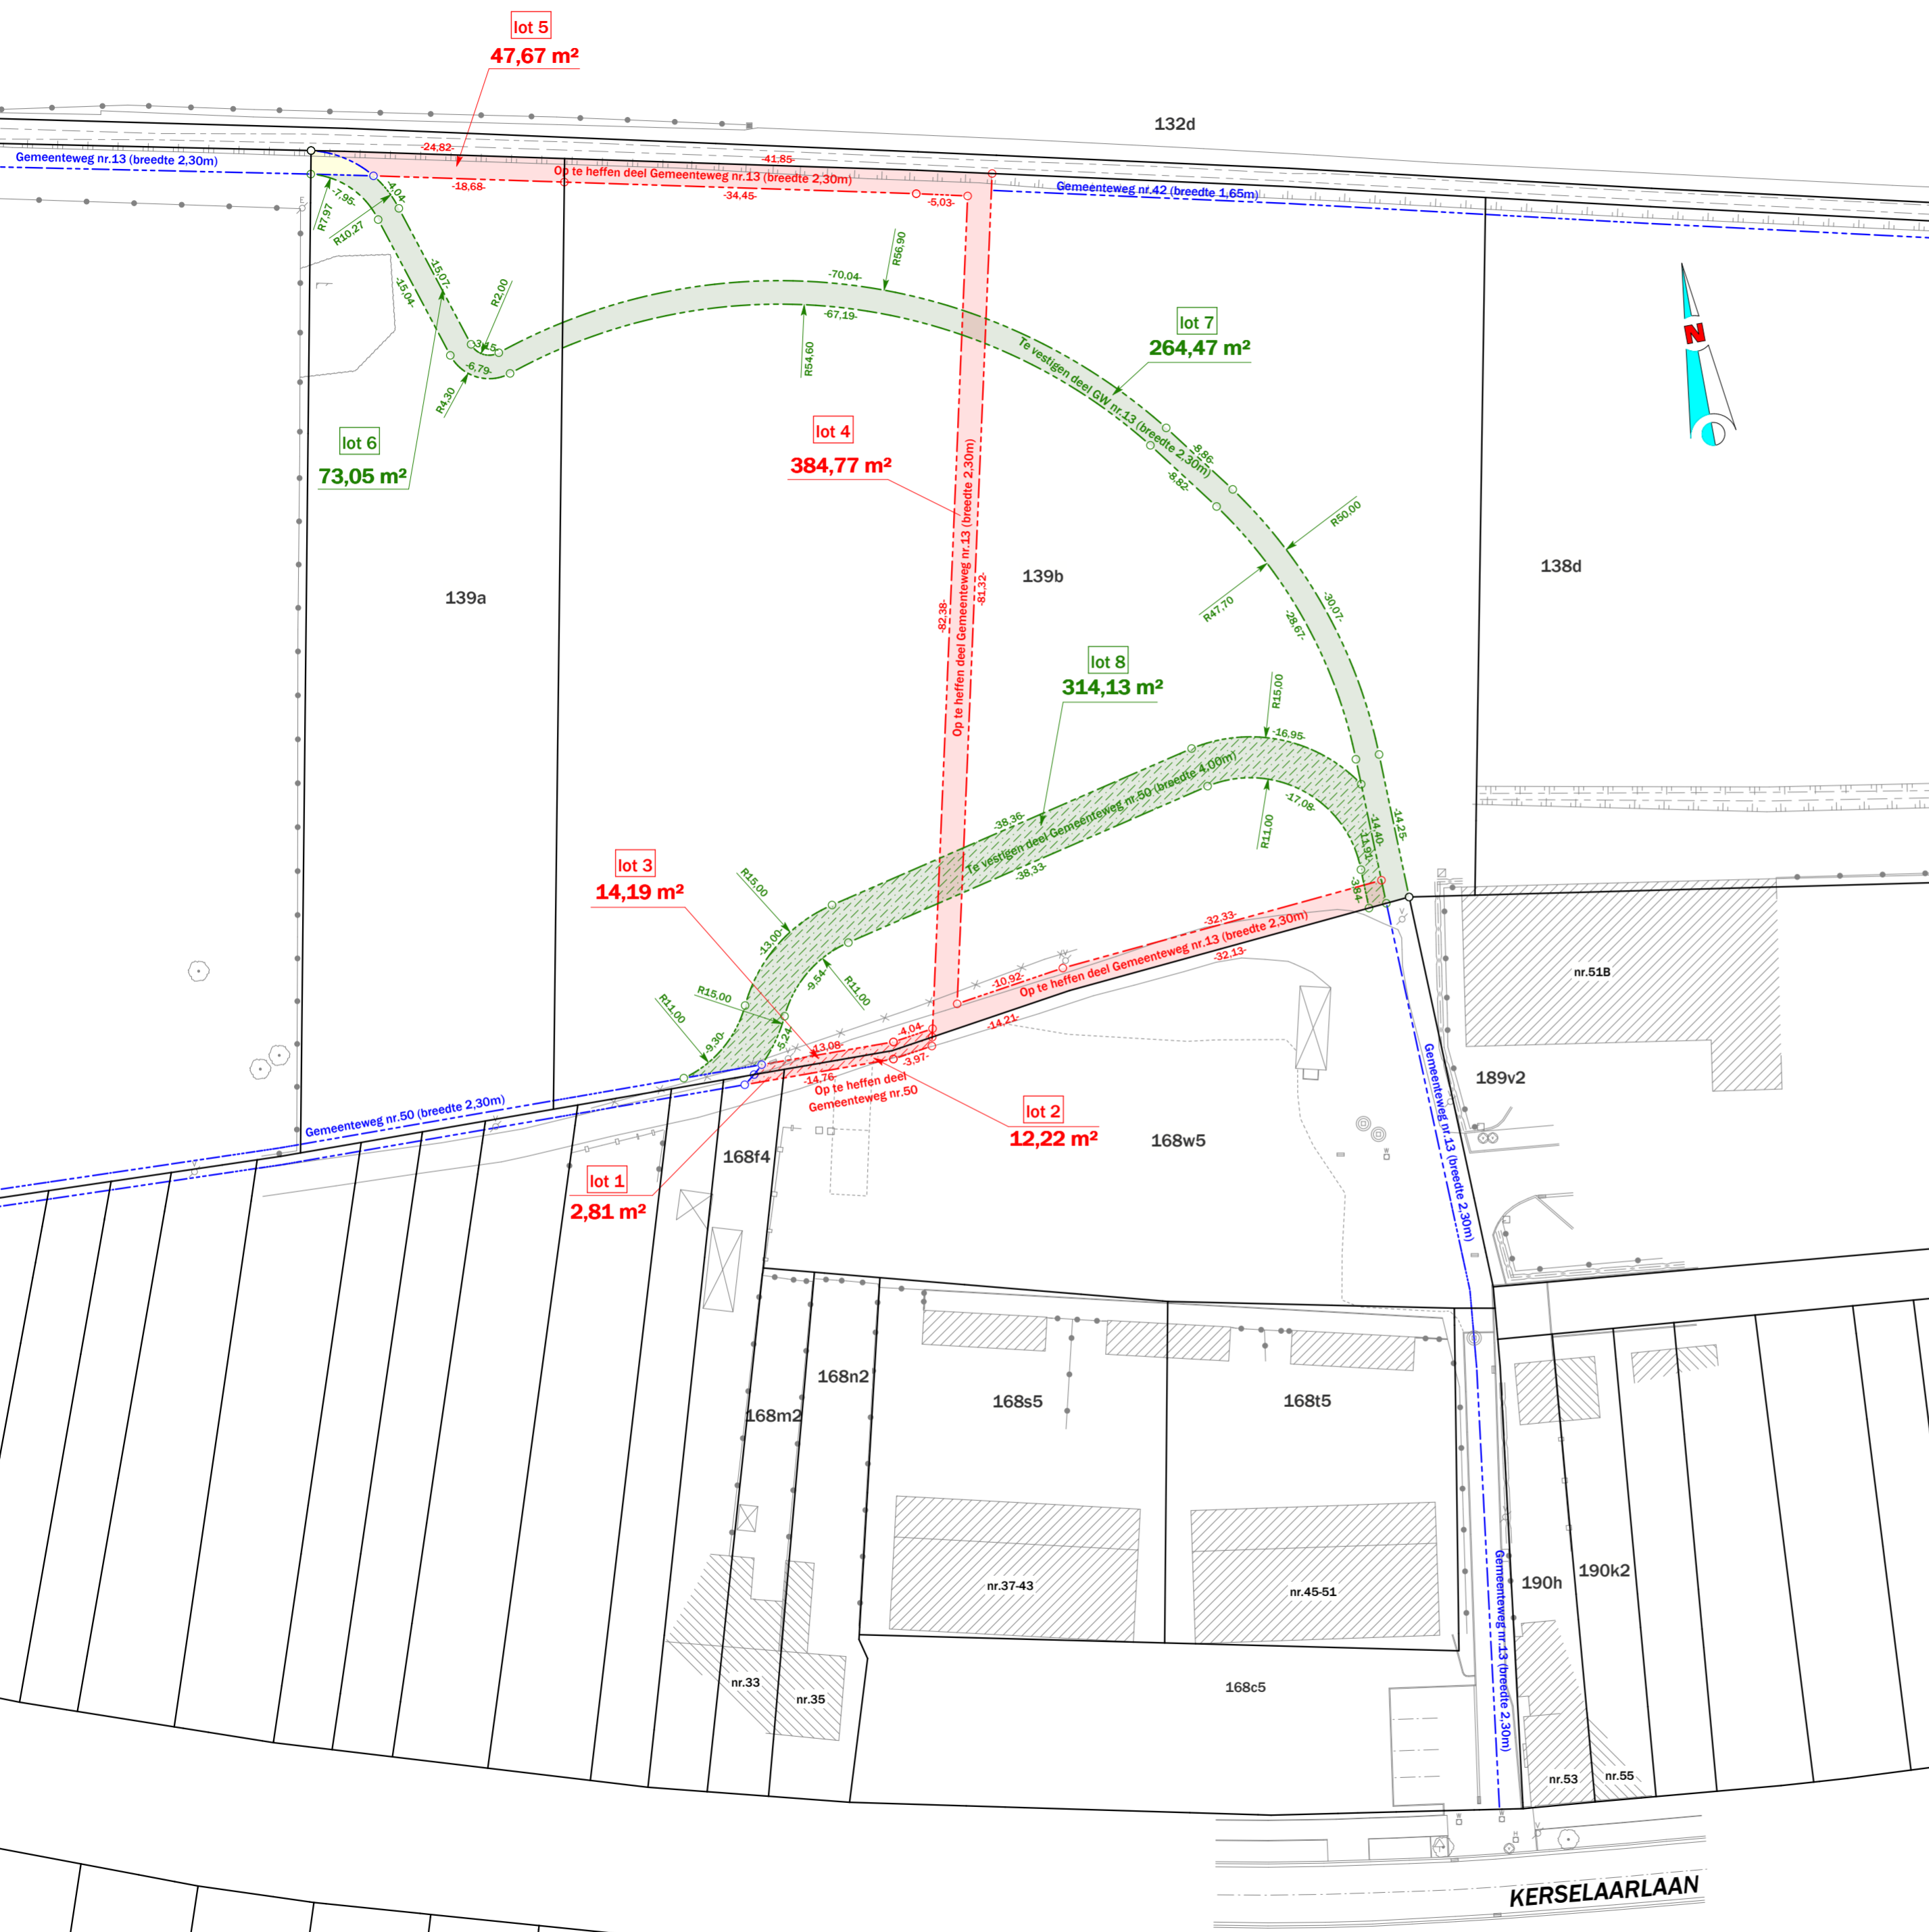 lot 5
47,67 m²
132d
Gemeenteweg nr.13 (breedte 2,30m)
-24,82-
-41,85-
Op te heffen deel Gemeenteweg nr.13 (breedte 2,30m)
-18,68-
-34,45-
-5,03-
Gemeenteweg nr.42 (breedte 1,65m)
-7,95-
-4,04-
R7,97
R10,27
-15,07-
-15,04-
R2,00
-3,15-
-6,79-
R4,30
-70,04-
-67,19-
R56,90
R54,60
lot 7
264,47 m²
Te vestigen deel GW nr.13 (breedte 2,30m)
N
lot 6
73,05 m²
lot 4
384,77 m²
-8,86-
-8,82-
R50,00
R47,70
-30,07-
-28,67-
139a
139b
138d
-82,38-
-81,32-
Op te heffen deel Gemeenteweg nr.13 (breedte 2,30m)
lot 8
314,13 m²
R15,00
-16,95-
-17,08-
R11,00
-14,40-
-14,25-
-11,91-
-3,84-
-38,36-
Te vestigen deel Gemeenteweg nr.50 (breedte 4,00m)
-38,33-
lot 3
14,19 m²
R15,00
-13,00-
-9,54-
R11,00
R15,00
R11,00
-9,30-
-5,24-
-32,33-
-10,92-
Op te heffen deel Gemeenteweg nr.13 (breedte 2,30m)
-32,13-
-14,21-
-13,08-
-4,04-
-3,97-
-14,76-
Op te heffen deel
Gemeenteweg nr.50
Gemeenteweg nr.50 (breedte 2,30m)
lot 2
12,22 m²
lot 1
2,81 m²
nr.51B
189v2
168f4
168w5
Gemeenteweg nr.13 (breedte 2,30m)
168n2
168m2
168s5
168t5
nr.37-43
nr.45-51
190h
190k2
Gemeenteweg nr.13 (breedte 2,30m)
nr.33
nr.35
168c5
nr.53
nr.55
KERSELAARLAAN